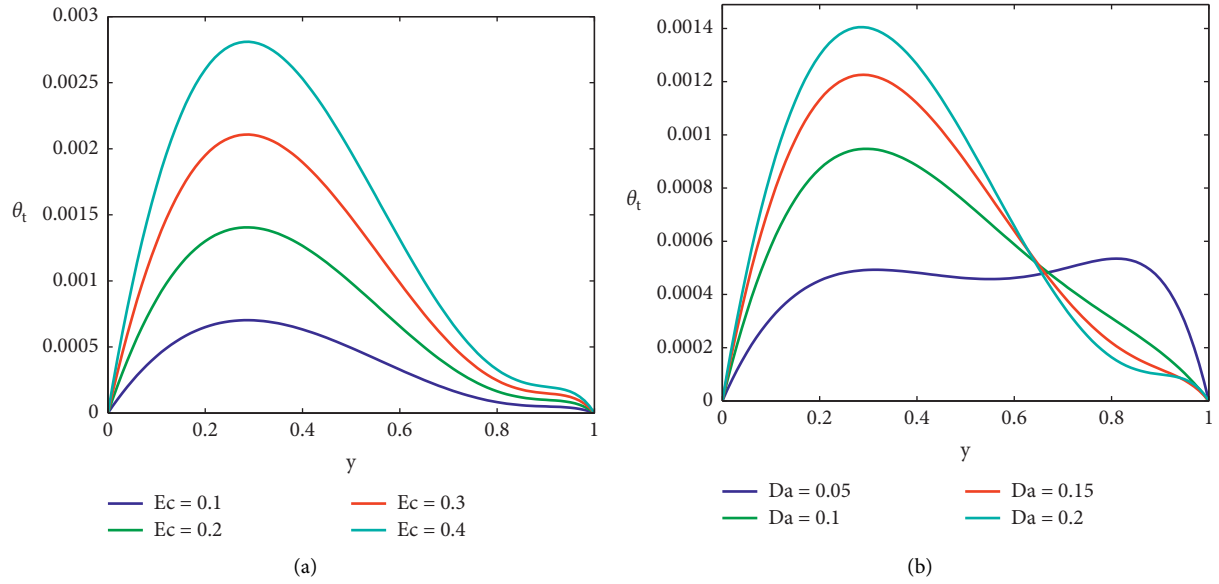 0.003
0.0025
0.002
θt
0.0015
0.001
0.0005
0
0 0.2 0.4 0.6 0.8 1
y
Ec = 0.1 Ec = 0.3
Ec = 0.2 Ec = 0.4
(a)
0.0014
0.0012
0.001
0.0008
θt
0.0006
0.0004
0.0002
0
0 0.2 0.4 0.6 0.8 1
y
Da = 0.05 Da = 0.15
Da = 0.1 Da = 0.2
(b)